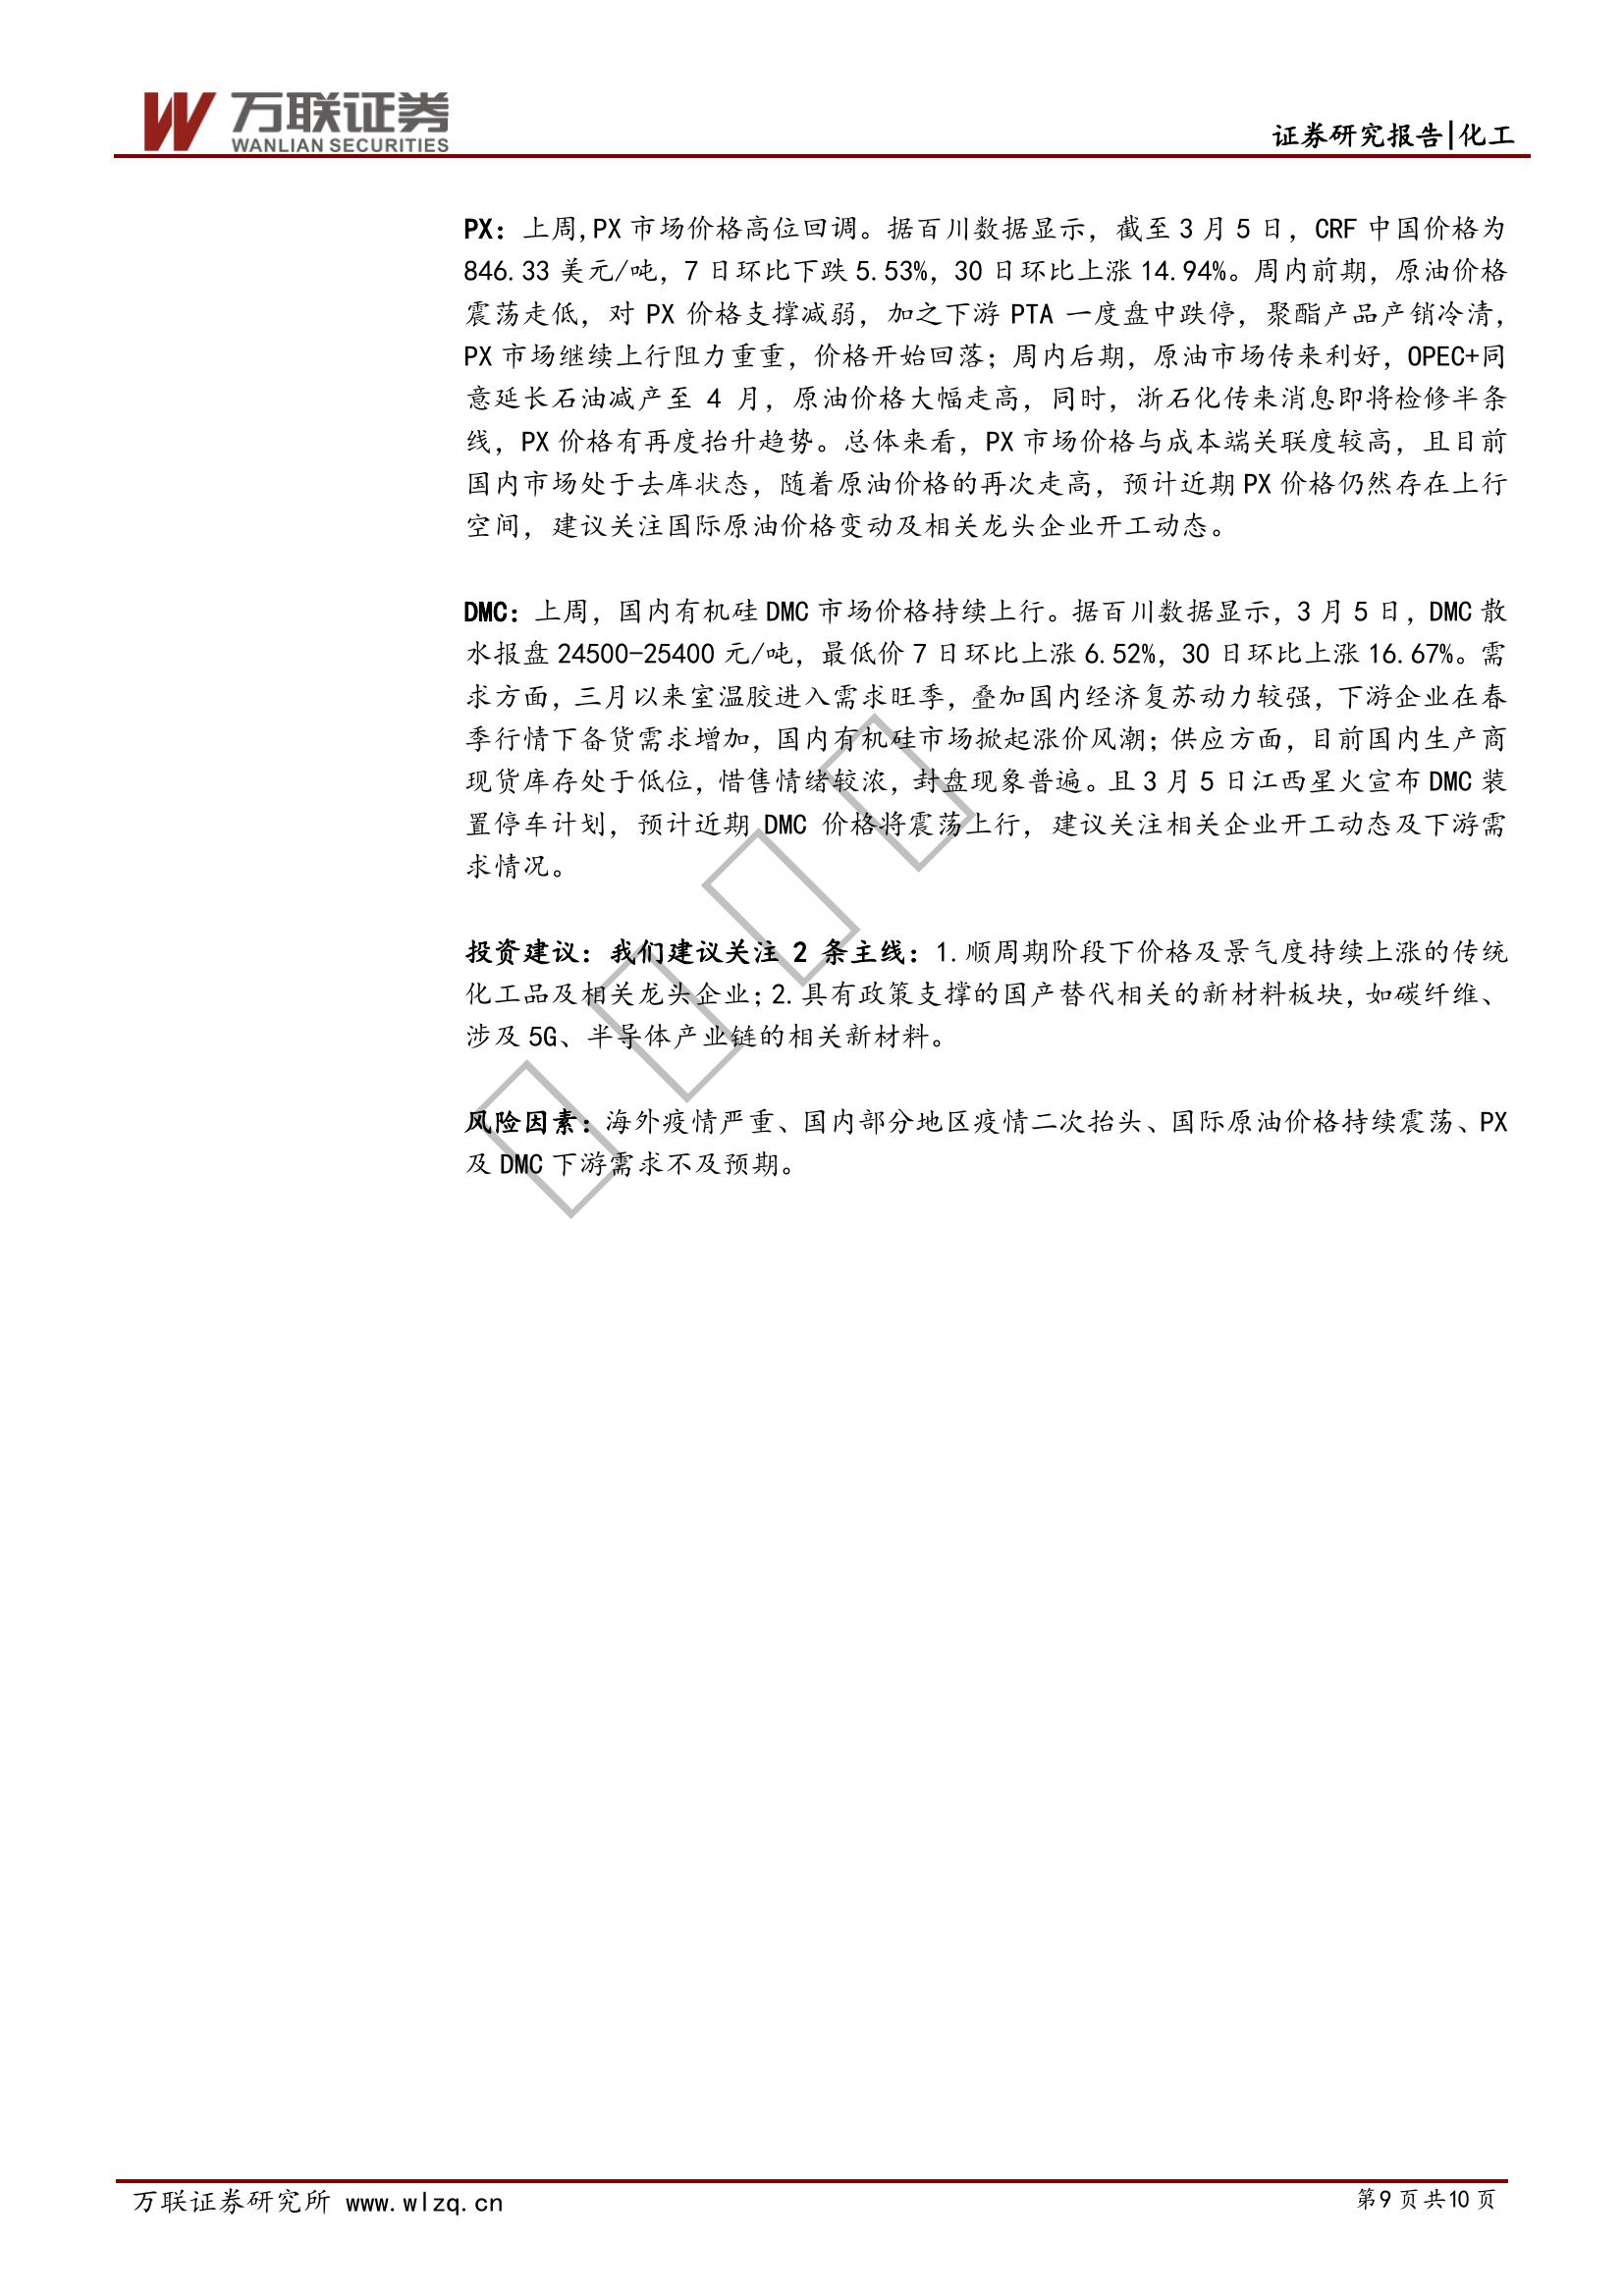 万联证券
WANLIAN SECURITIES
证券研究报告|化工
PX：上周,PX 市场价格高位回调。据百川数据显示，截至 3 月 5 日，CRF 中国价格为
846.33 美元/吨，7 日环比下跌 5.53%，30 日环比上涨 14.94%。周内前期，原油价格
震荡走低，对 PX 价格支撑减弱，加之下游 PTA 一度盘中跌停，聚酯产品产销冷清，
PX 市场继续上行阻力重重，价格开始回落；周内后期，原油市场传来利好，OPEC+同
意延长石油减产至 4 月，原油价格大幅走高，同时，浙石化传来消息即将检修半条
线，PX 价格有再度抬升趋势。总体来看，PX 市场价格与成本端关联度较高，且目前
国内市场处于去库状态，随着原油价格的再次走高，预计近期 PX 价格仍然存在上行
空间，建议关注国际原油价格变动及相关龙头企业开工动态。
DMC：上周，国内有机硅 DMC 市场价格持续上行。据百川数据显示，3 月 5 日，DMC 散
水报盘 24500-25400 元/吨，最低价 7 日环比上涨 6.52%，30 日环比上涨 16.67%。需
求方面，三月以来室温胶进入需求旺季，叠加国内经济复苏动力较强，下游企业在春
季行情下备货需求增加，国内有机硅市场掀起涨价风潮；供应方面，目前国内生产商
现货库存处于低位，惜售情绪较浓，封盘现象普遍。且 3 月 5 日江西星火宣布 DMC 装
置停车计划，预计近期 DMC 价格将震荡上行，建议关注相关企业开工动态及下游需
求情况。
投资建议：我们建议关注 2 条主线：1.顺周期阶段下价格及景气度持续上涨的传统
化工品及相关龙头企业；2.具有政策支撑的国产替代相关的新材料板块，如碳纤维、
涉及 5G、半导体产业链的相关新材料。
风险因素：海外疫情严重、国内部分地区疫情二次抬头、国际原油价格持续震荡、PX
及 DMC 下游需求不及预期。
万联证券研究所 www.wlzq.cn
第9 页 共10 页